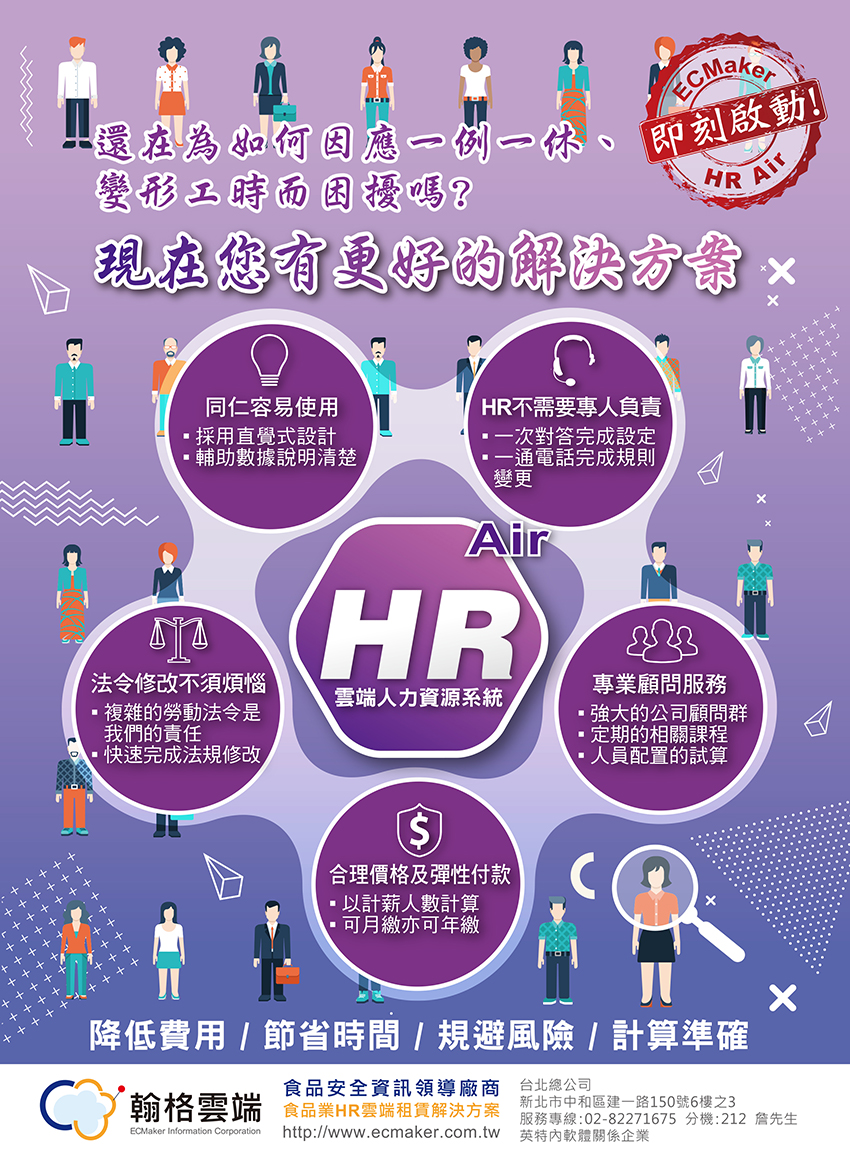 ECMaker
即刻啟動!
HR Air
還在為如何因應一例一休、
變形工時而困擾嗎?
現在您有更好的解決方案
同仁容易使用
▪ 採用直覺式設計
▪ 輔助數據說明清楚
HR不需要專人負責
▪ 一次對答完成設定
▪ 一通電話完成規則
變更
Air
HR
雲端人力資源系統
法令修改不須煩惱
▪ 複雜的勞動法令是
我們的責任
▪ 快速完成法規修改
專業顧問服務
▪ 強大的公司顧問群
▪ 定期的相關課程
▪ 人員配置的試算
$
合理價格及彈性付款
▪ 以計薪人數計算
▪ 可月繳亦可年繳
降低費用 / 節省時間 / 規避風險 / 計算準確
翰格雲端
ECMaker Information Corporation
食品安全資訊領導廠商
食品業HR雲端租賃解決方案
http://www.ecmaker.com.tw
台北總公司
新北市中和區建一路150號6樓之3
服務專線:02-82271675 分機:212 詹先生
英特內軟體關係企業